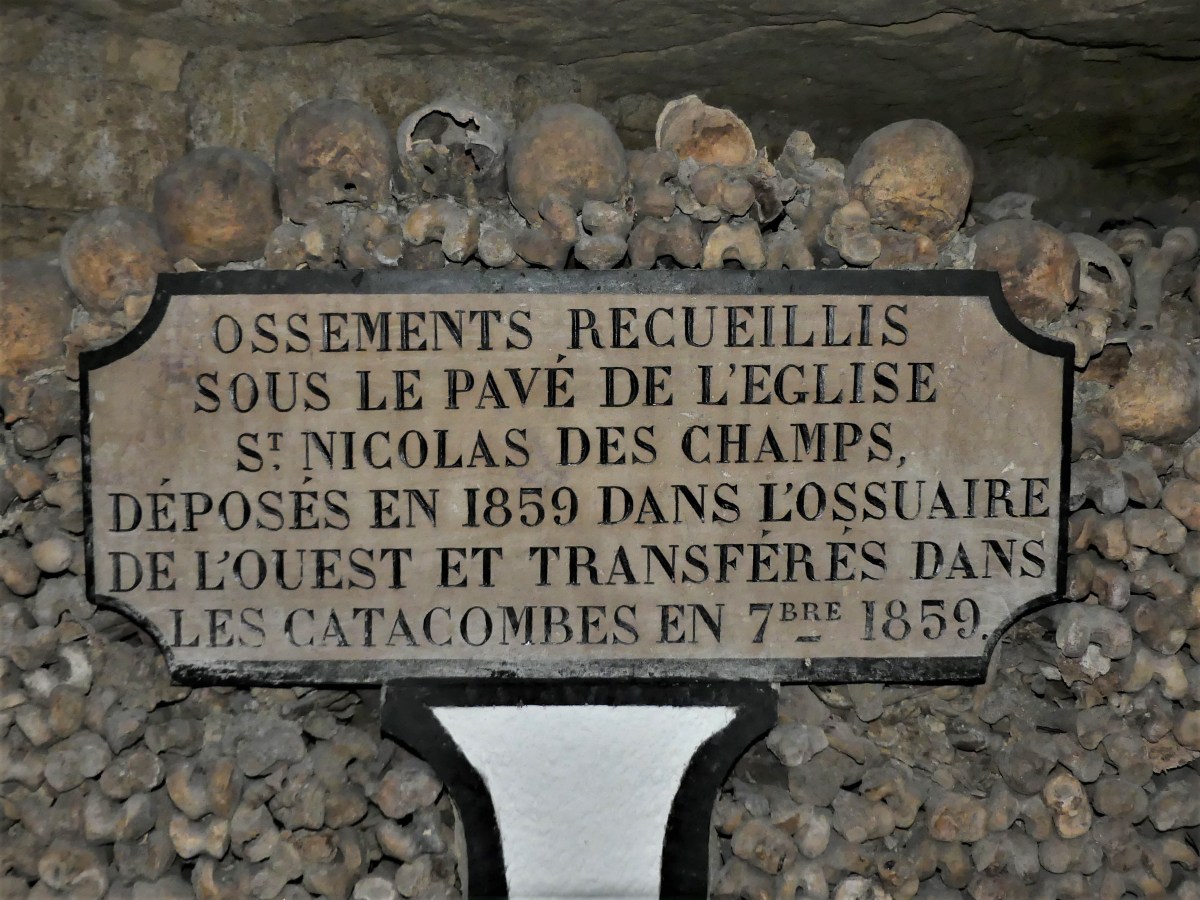 OSSEMENTS RECUEILLIS
SOUS LE PAVÉ DE L'EGLISE
ST. NICOLAS DES CHAMPS,
DÉPOSÉS EN 1859 DANS L'OSSUAIRE
DE L'OUEST ET TRANSFÉRÉS DANS
LES CATACOMBES EN 7BRE 1859.